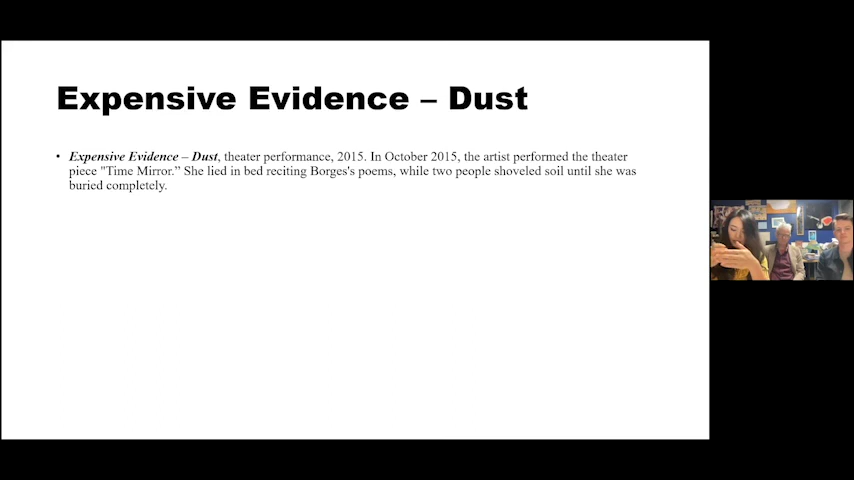 Expensive Evidence – Dust
• Expensive Evidence – Dust, theater performance, 2015. In October 2015, the artist performed the theater
piece "Time Mirror.” She lied in bed reciting Borges's poems, while two people shoveled soil until she was
buried completely.